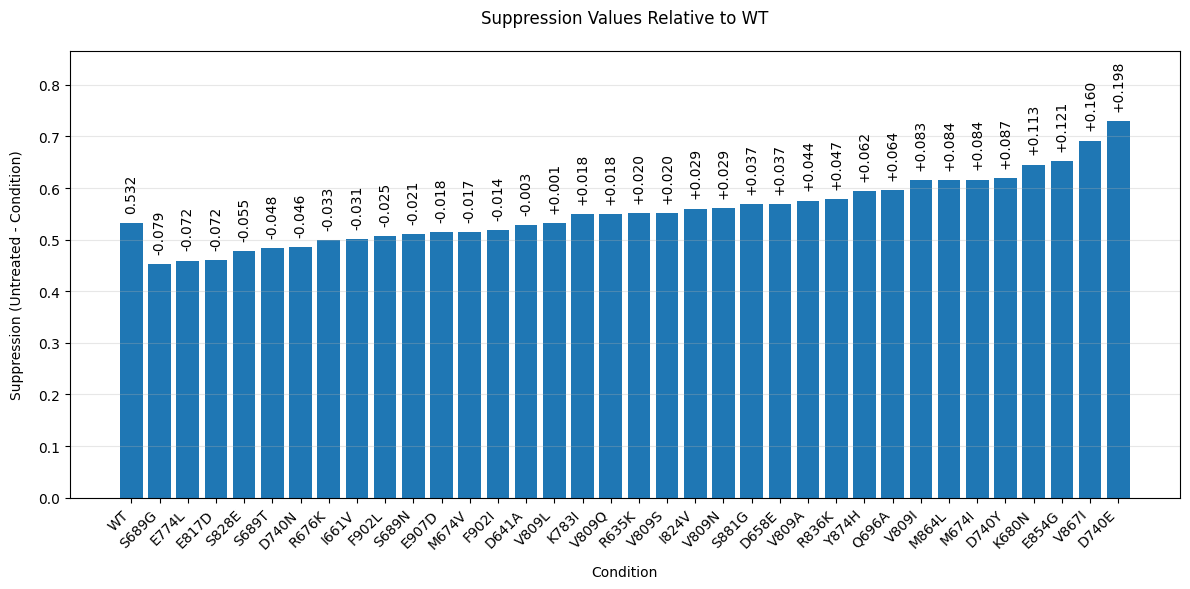 Suppression Values Relative to WT
Suppression (Untreated - Condition)
0.8
0.7
0.6
0.5
0.4
0.3
0.2
0.1
0.0
0.532
-0.079
-0.072
-0.072
-0.055
-0.048
-0.046
-0.033
-0.031
-0.025
-0.021
-0.018
-0.017
-0.014
-0.003
+0.001
+0.018
+0.018
+0.020
+0.020
+0.029
+0.029
+0.037
+0.037
+0.044
+0.047
+0.062
+0.064
+0.083
+0.084
+0.084
+0.087
+0.113
+0.121
+0.160
+0.198
WT
S689G
E774L
E817D
S828E
S689T
D740N
R676K
I661V
F902L
S689N
E907D
M674V
F902I
D641A
V809L
K783I
V809Q
R635K
V809S
I824V
V809N
S881G
D658E
V809A
R836K
Y874H
Q696A
V809I
M864L
M674I
D740Y
K680N
E854G
V867I
D740E
Condition